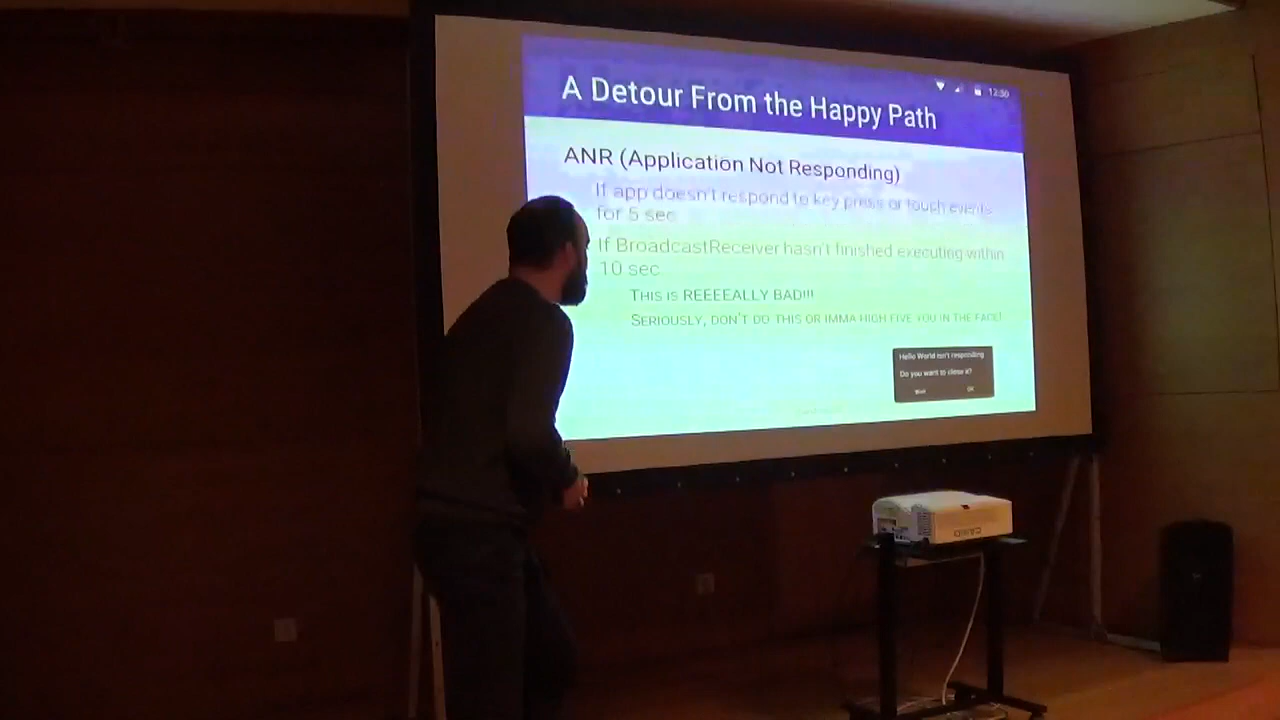 12:30
A Detour From the Happy Path
ANR (Application Not Responding)
If app doesn't respond to key press or touch events
for 5 sec
If BroadcastReceiver hasn't finished executing within
10 sec
THIS IS REEEEALLY BAD!!!
SERIOUSLY, DON'T DO THIS OR IMMA HIGH FIVE YOU IN THE FACE!
Hello World isn't responding
Do you want to close it?
Wait OK
CASIO